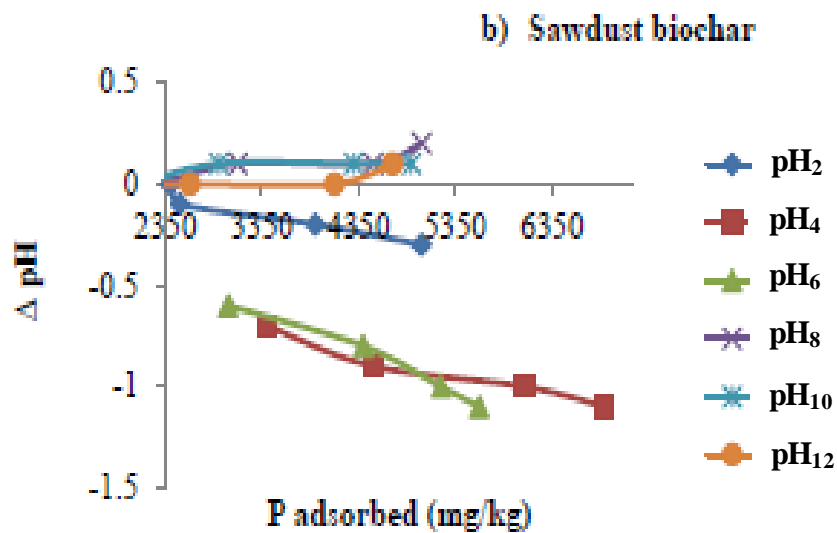 b) Sawdust biochar
0.5
0
2350 3350 4350 5350 6350
-0.5
-1
-1.5
Δ pH
P adsorbed (mg/kg)
pH2
pH4
pH6
pH8
pH10
pH12